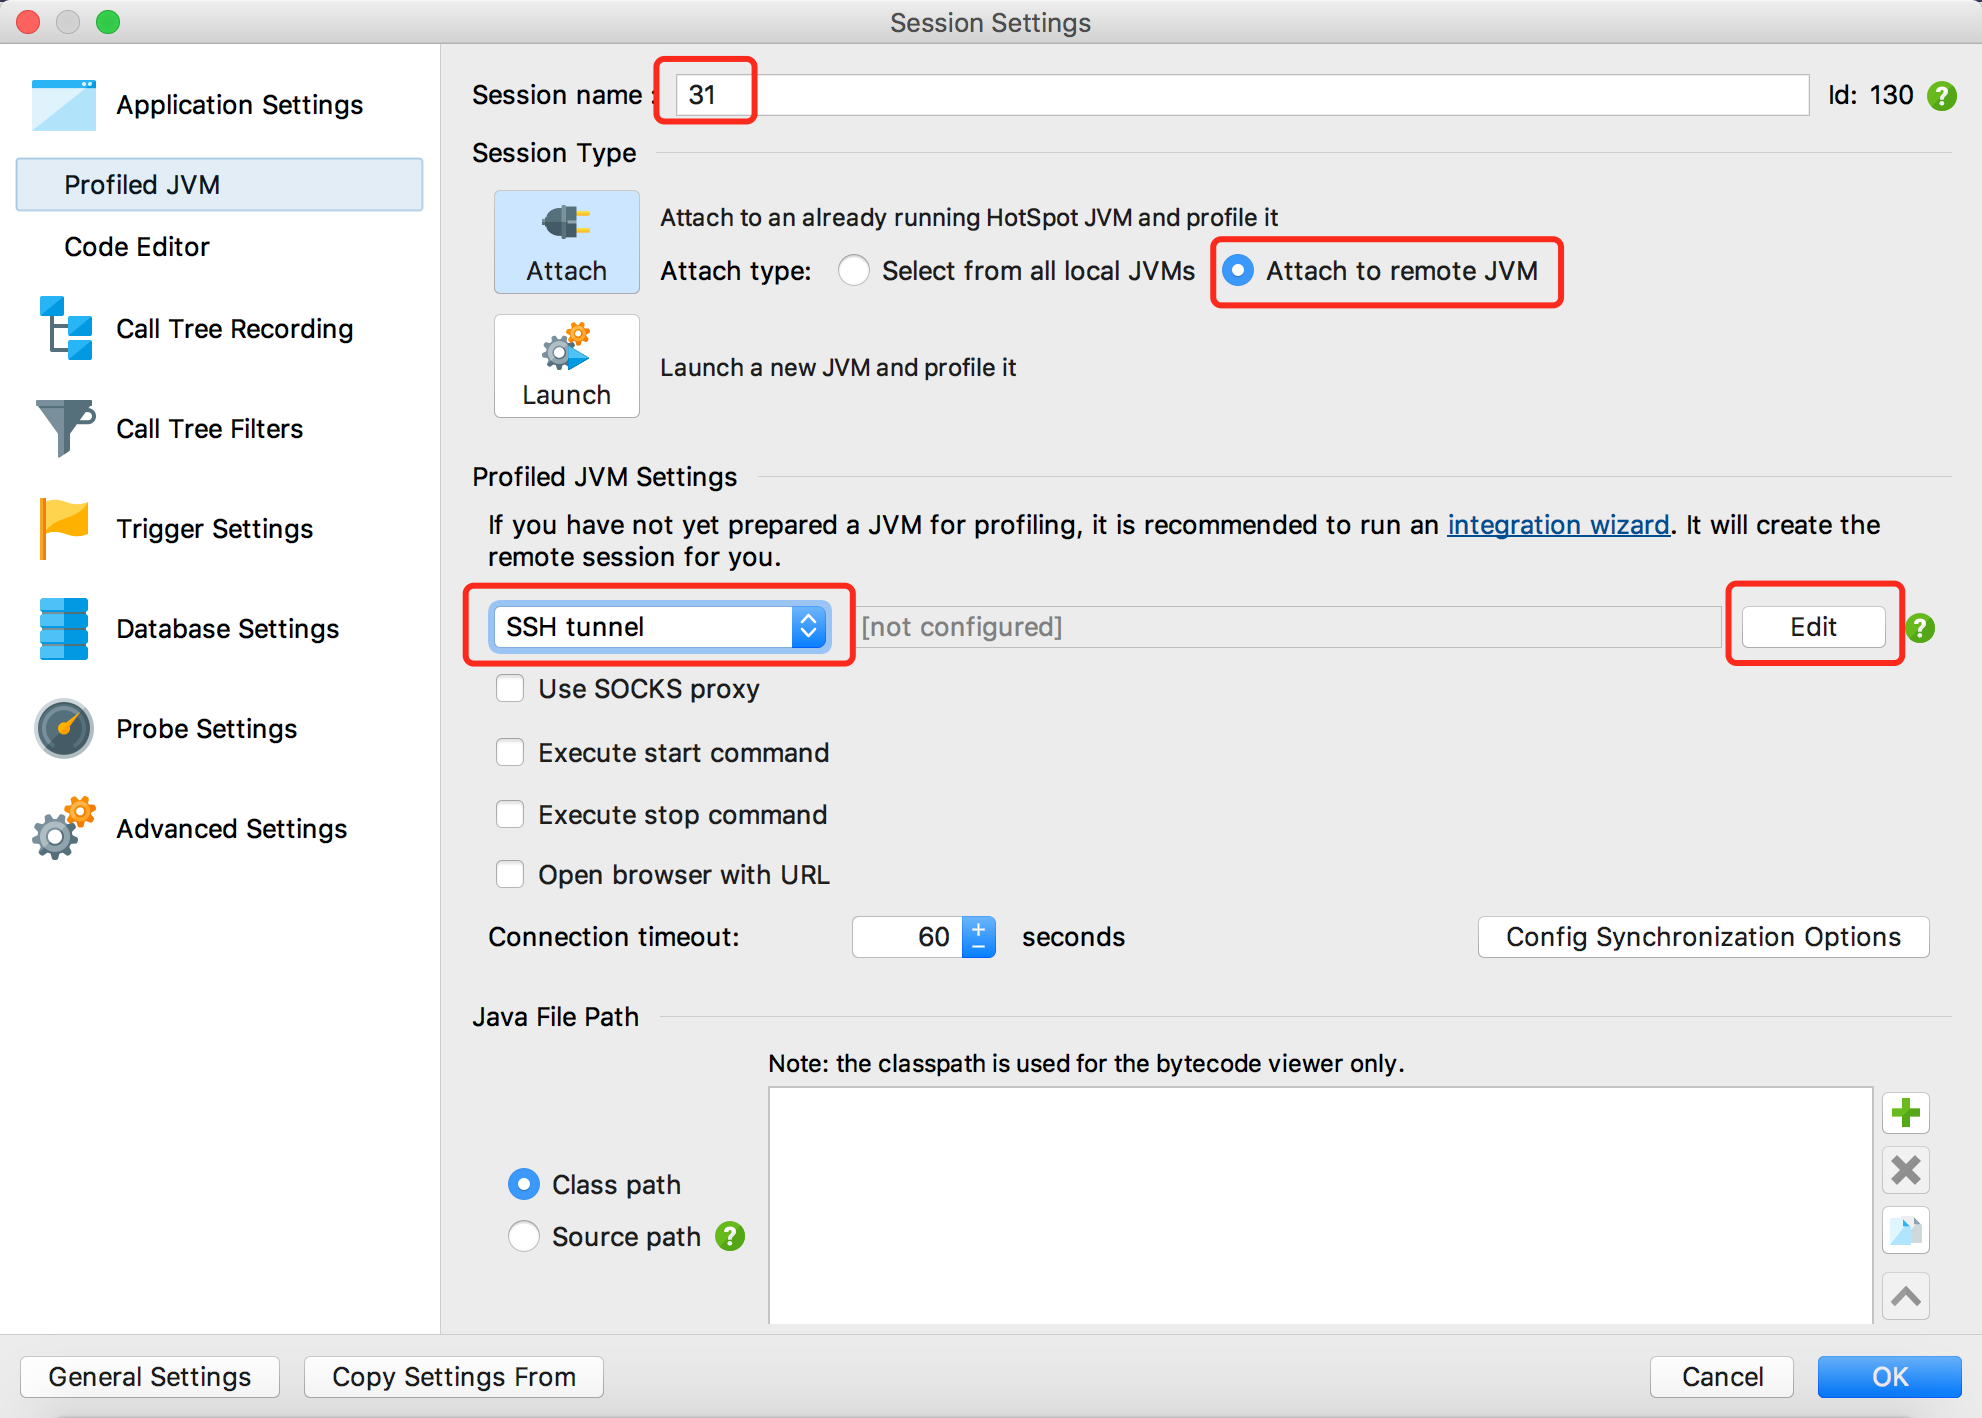 Session Settings
Application Settings
Profiled JVM
Code Editor
Call Tree Recording
Call Tree Filters
Trigger Settings
Database Settings
Probe Settings
Advanced Settings
Session name : 31 Id: 130 ?
Session Type
Attach
Attach to an already running HotSpot JVM and profile it
Attach type: Select from all local JVMs Attach to remote JVM
Launch
Launch a new JVM and profile it
Profiled JVM Settings
If you have not yet prepared a JVM for profiling, it is recommended to run an integration wizard. It will create the
remote session for you.
SSH tunnel [not configured] Edit ?
Use SOCKS proxy
Execute start command
Execute stop command
Open browser with URL
Connection timeout: 60 seconds Config Synchronization Options
Java File Path
Note: the classpath is used for the bytecode viewer only.
Class path
Source path ?
General Settings Copy Settings From Cancel OK